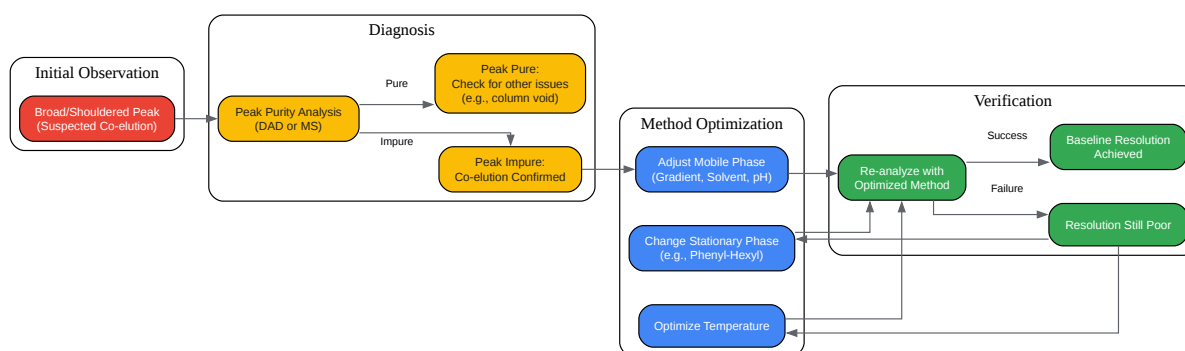 Initial Observation
Broad/Shouldered Peak
(Suspected Co-elution)
Diagnosis
Peak Purity Analysis
(DAD or MS)
Pure
Impure
Peak Pure:
Check for other issues
(e.g., column void)
Peak Impure:
Co-elution Confirmed
Method Optimization
Adjust Mobile Phase
(Gradient, Solvent, pH)
Change Stationary Phase
(e.g., Phenyl-Hexyl)
Optimize Temperature
Verification
Re-analyze with
Optimized Method
Success
Failure
Baseline Resolution
Achieved
Resolution Still Poor